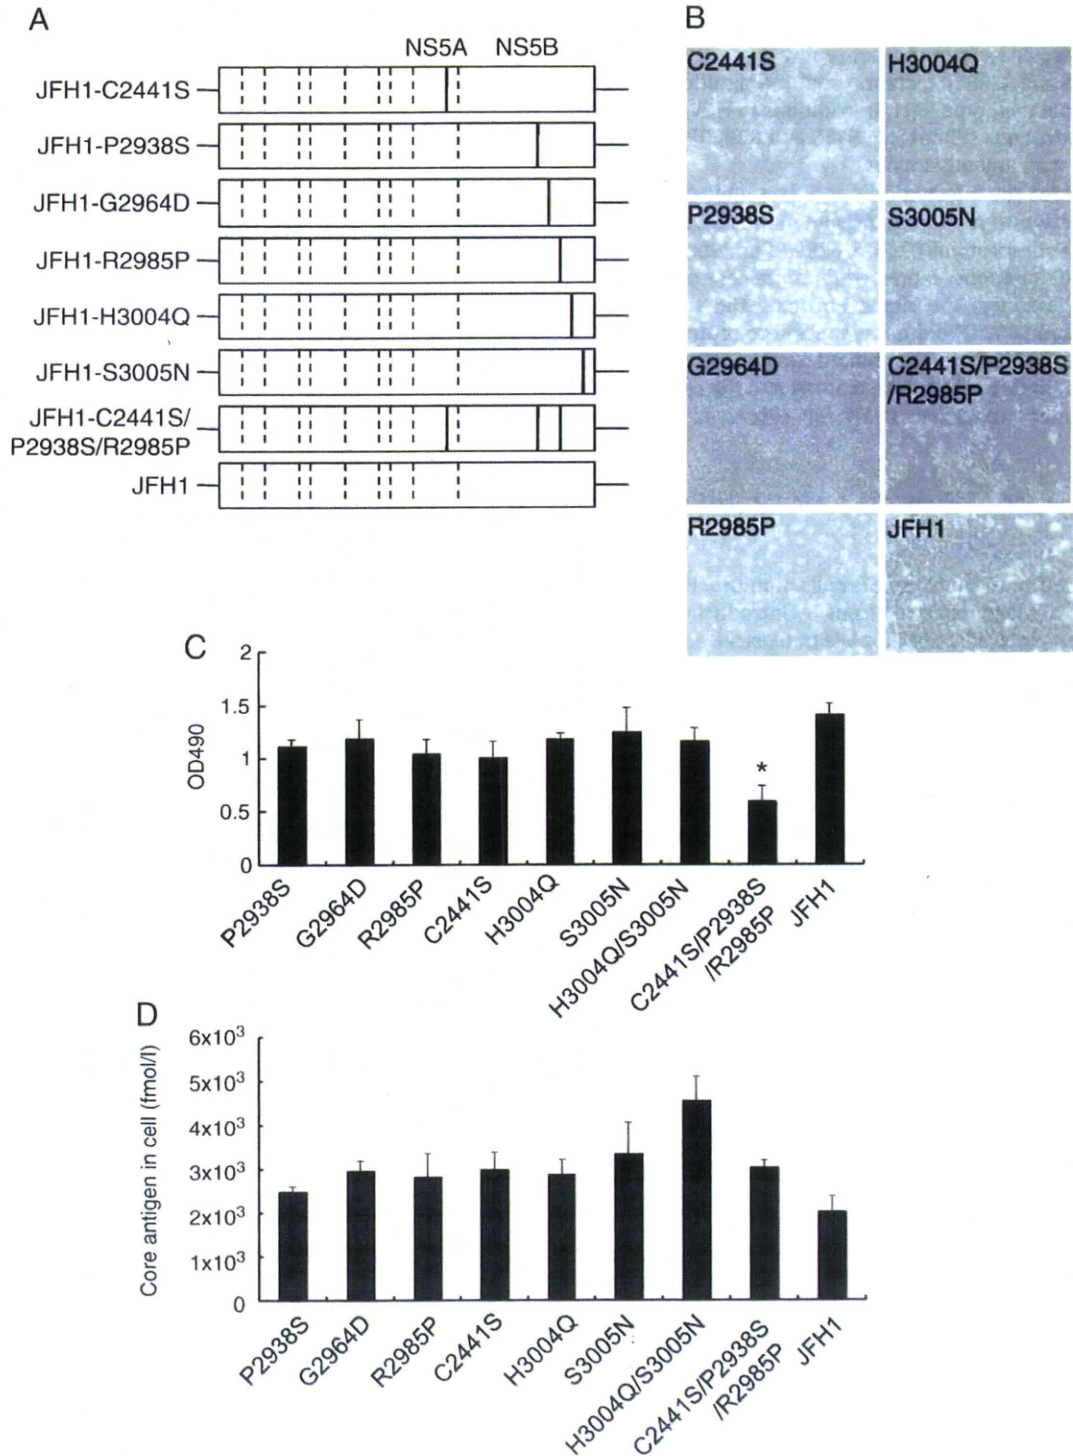 A
NS5A NS5B
JFH1-C2441S
JFH1-P2938S
JFH1-G2964D
JFH1-R2985P
JFH1-H3004Q
JFH1-S3005N
JFH1-C2441S/
P2938S/R2985P
JFH1
B
C2441S
H3004Q
P2938S
S3005N
G2964D
C2441S/P2938S
/R2985P
R2985P
JFH1
C
OD490
2
1.5
1
0.5
0
*
P2938S
G2964D
R2985P
C2441S
H3004Q
S3005N
H3004Q/S3005N
C2441S/P2938S
/R2985P
JFH1
D
Core antigen in cell (fmol/l)
6x10³
5x10³
4x10³
3x10³
2x10³
1x10³
0
P2938S
G2964D
R2985P
C2441S
H3004Q
S3005N
H3004Q/S3005N
C2441S/P2938S
/R2985P
JFH1